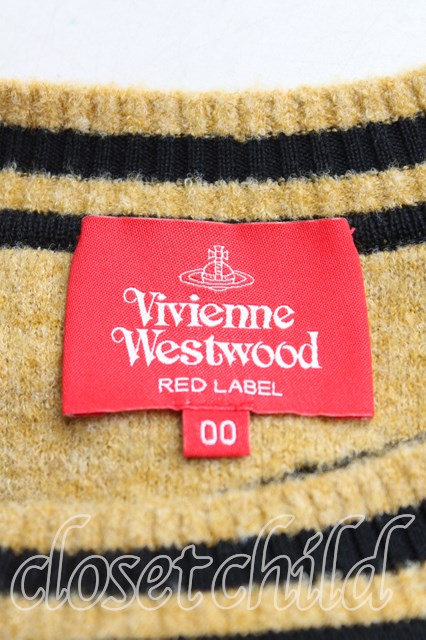 Vivienne
Westwood
RED LABEL
00
closetchild